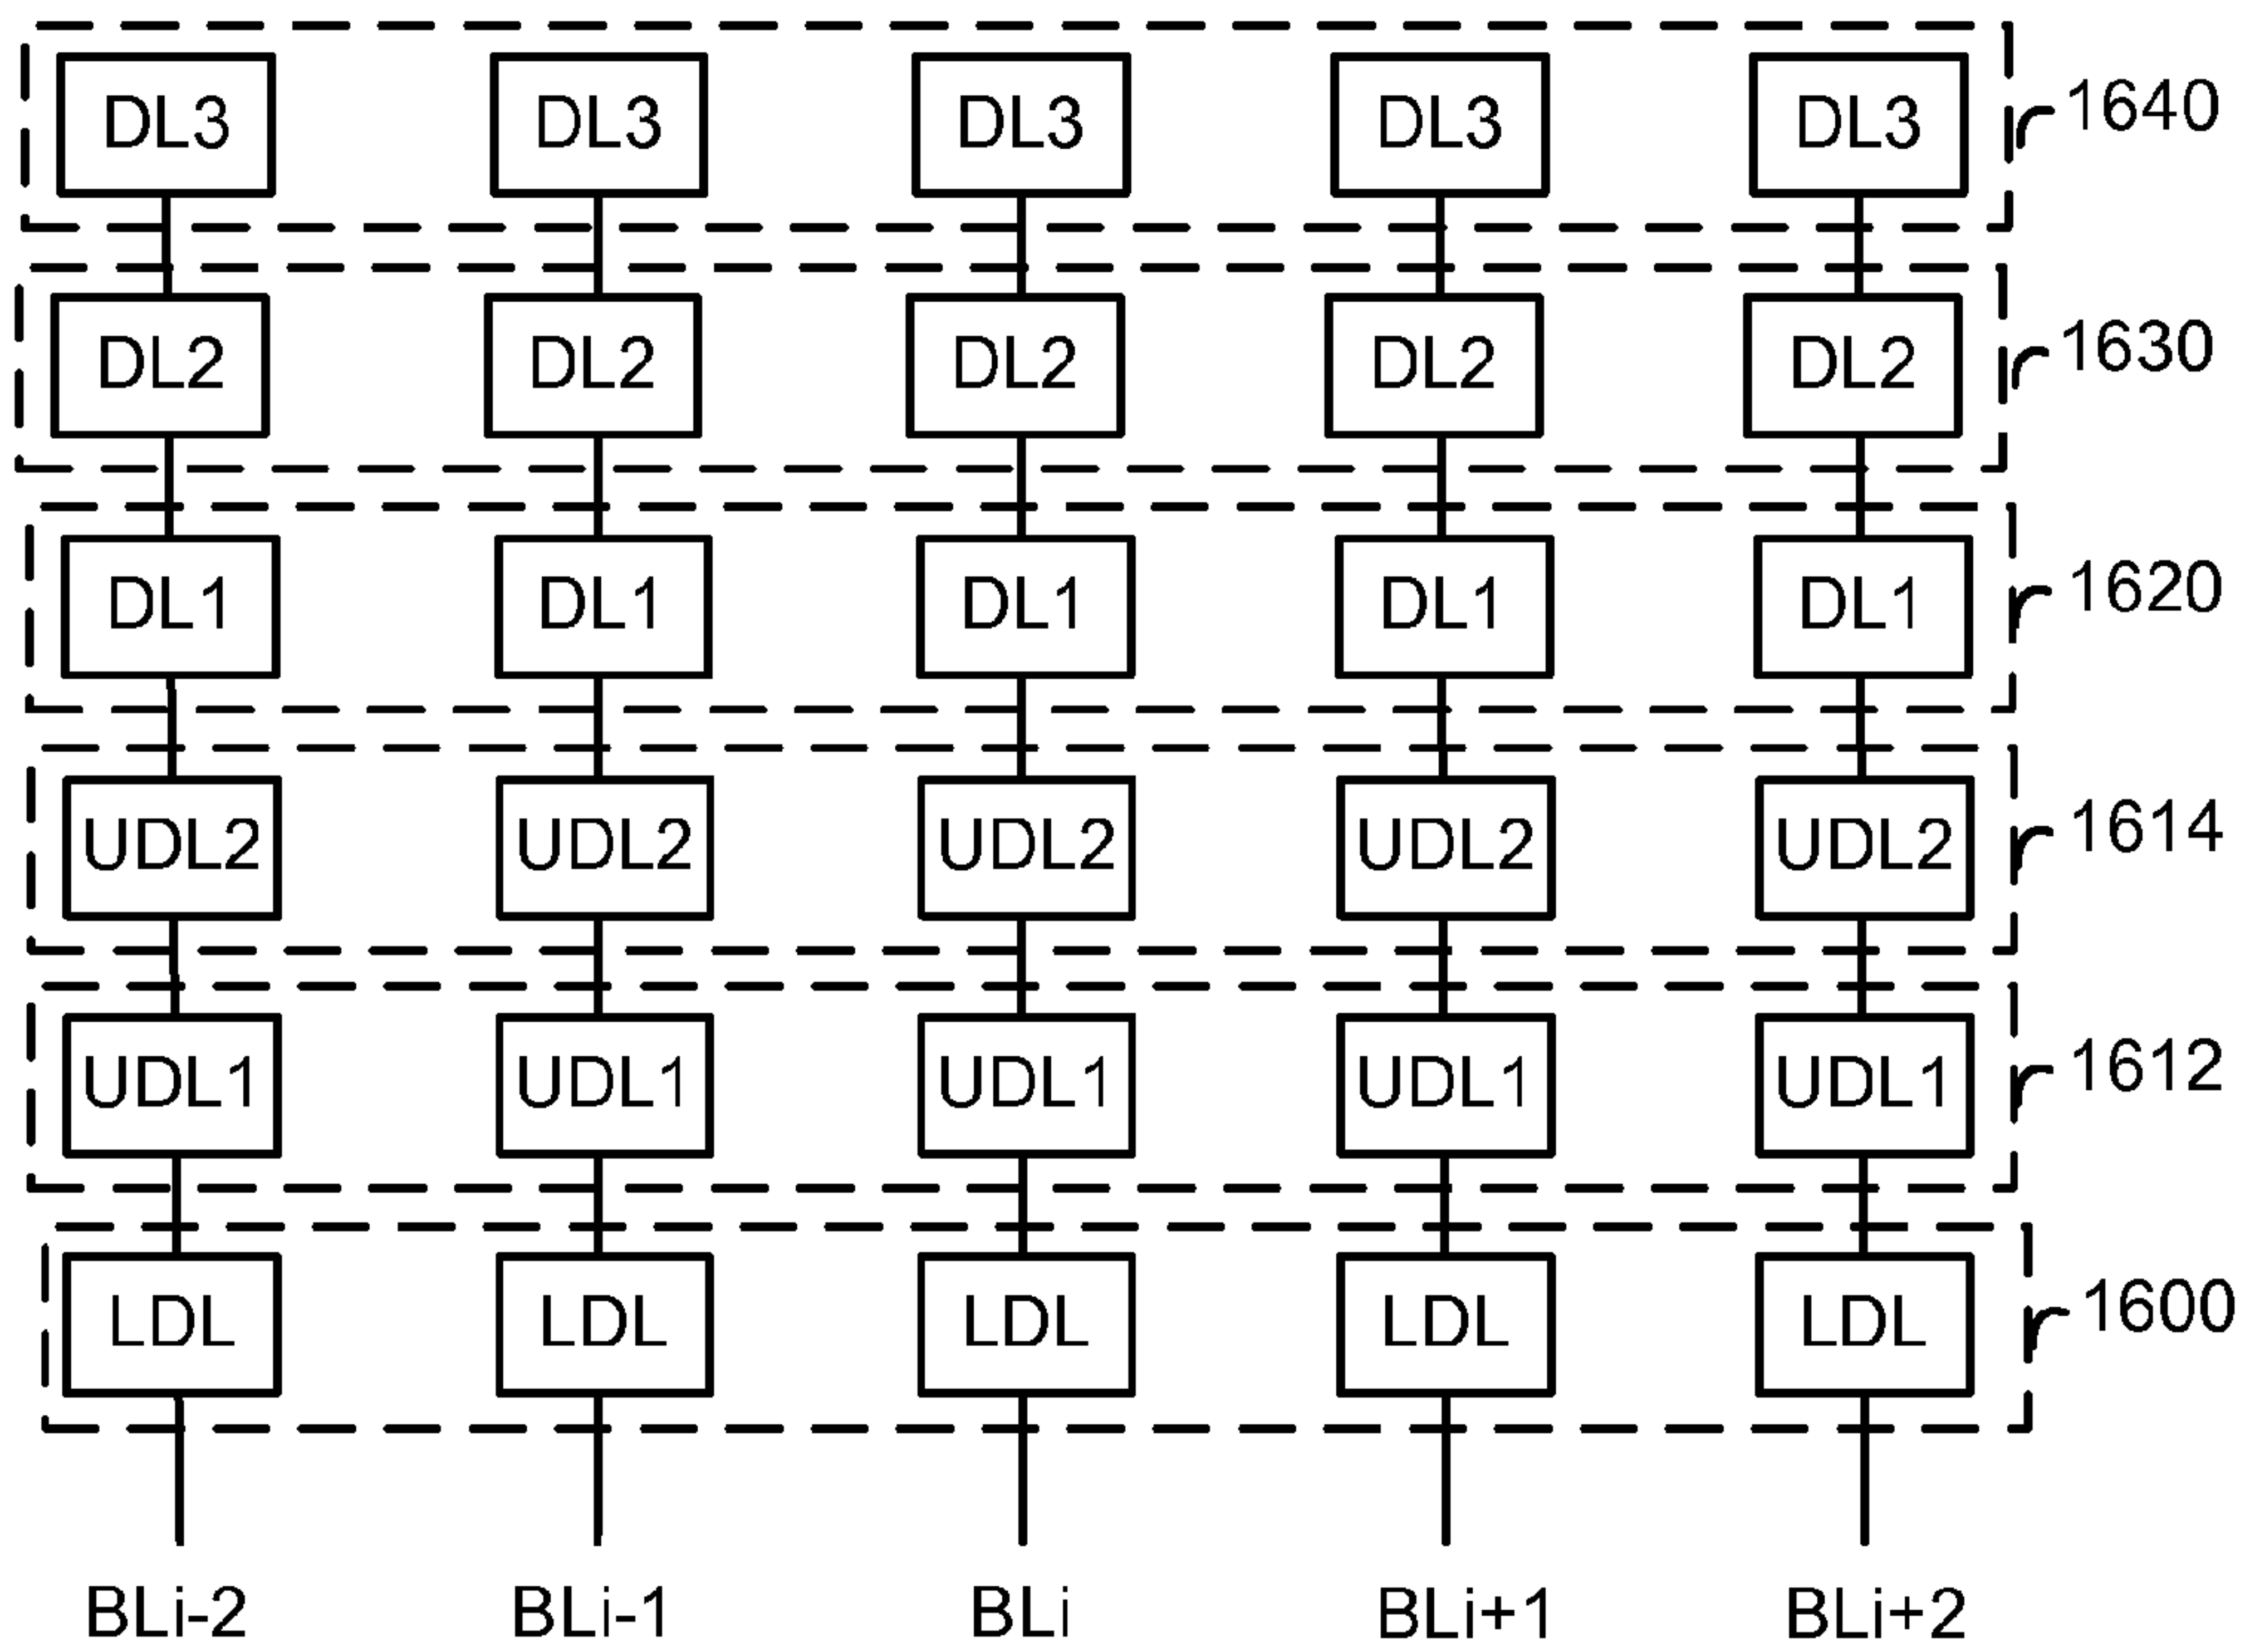 DL3 DL3 DL3 DL3 DL3 1640
DL2 DL2 DL2 DL2 DL2 1630
DL1 DL1 DL1 DL1 DL1 1620
UDL2 UDL2 UDL2 UDL2 UDL2 1614
UDL1 UDL1 UDL1 UDL1 UDL1 1612
LDL LDL LDL LDL LDL 1600
BLi-2 BLi-1 BLi BLi+1 BLi+2